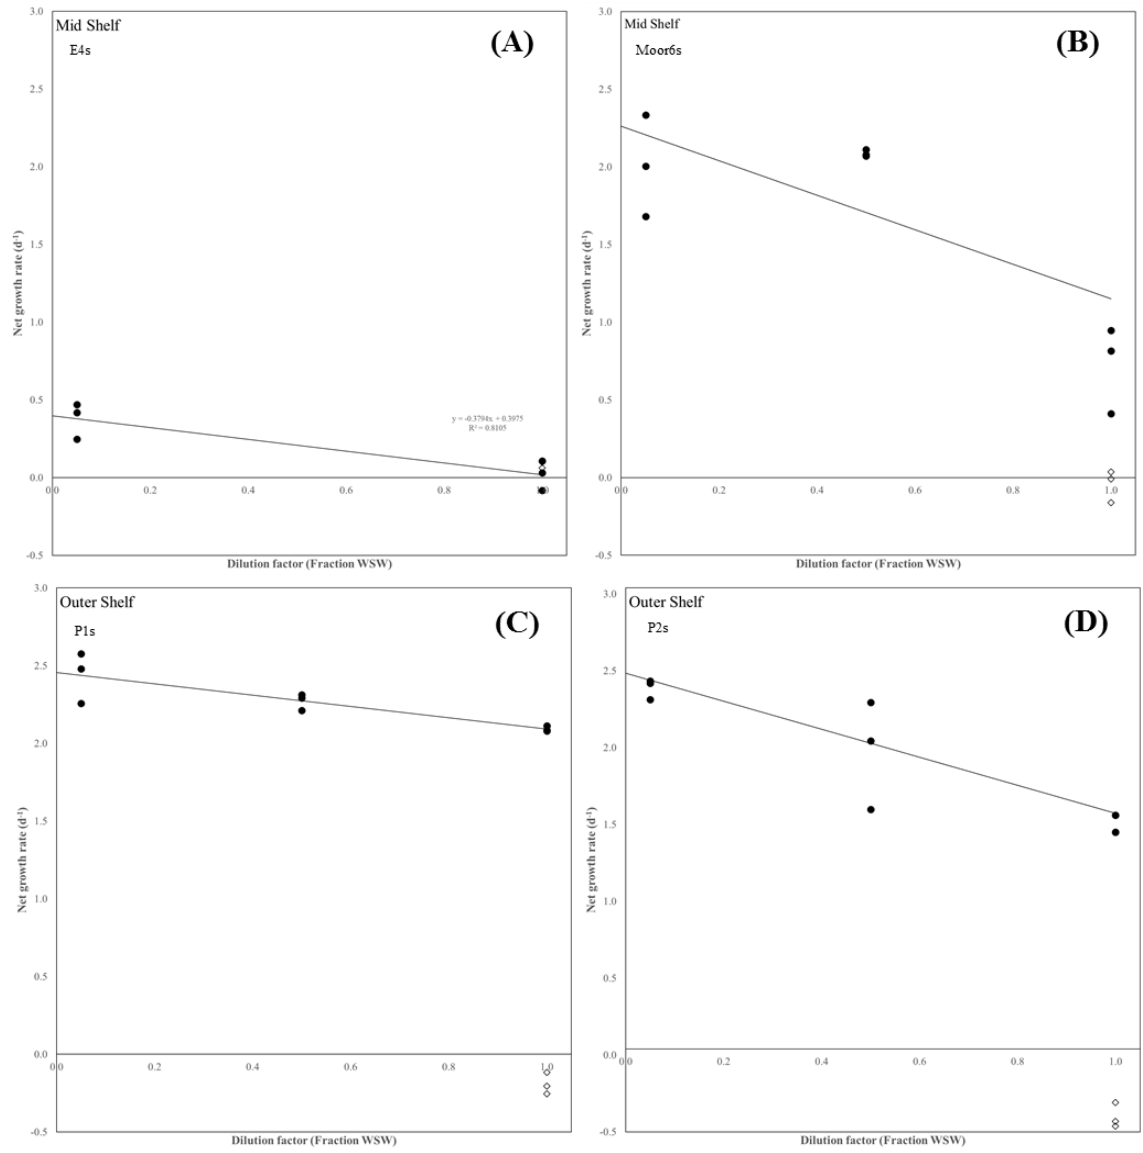 Mid Shelf
E4s
(A)
3.0
2.5
2.0
1.5
1.0
0.5
0.0
-0.5
Net growth rate (d⁻¹)
y = -0.3794x + 0.3975
R² = 0.8105
0.0 0.2 0.4 0.6 0.8 1.0
Dilution factor (Fraction WSW)
Mid Shelf
Moor6s
(B)
3.0
2.5
2.0
1.5
1.0
0.5
0.0
-0.5
Net growth rate (d⁻¹)
0.0 0.2 0.4 0.6 0.8 1.0
Dilution factor (Fraction WSW)
Outer Shelf
P1s
(C)
3.0
2.5
2.0
1.5
1.0
0.5
0.0
-0.5
Net growth rate (d⁻¹)
0.0 0.2 0.4 0.6 0.8 1.0
Dilution factor (Fraction WSW)
Outer Shelf
P2s
(D)
3.0
2.5
2.0
1.5
1.0
0.5
0.0
-0.5
Net growth rate (d⁻¹)
0.0 0.2 0.4 0.6 0.8 1.0
Dilution factor (Fraction WSW)